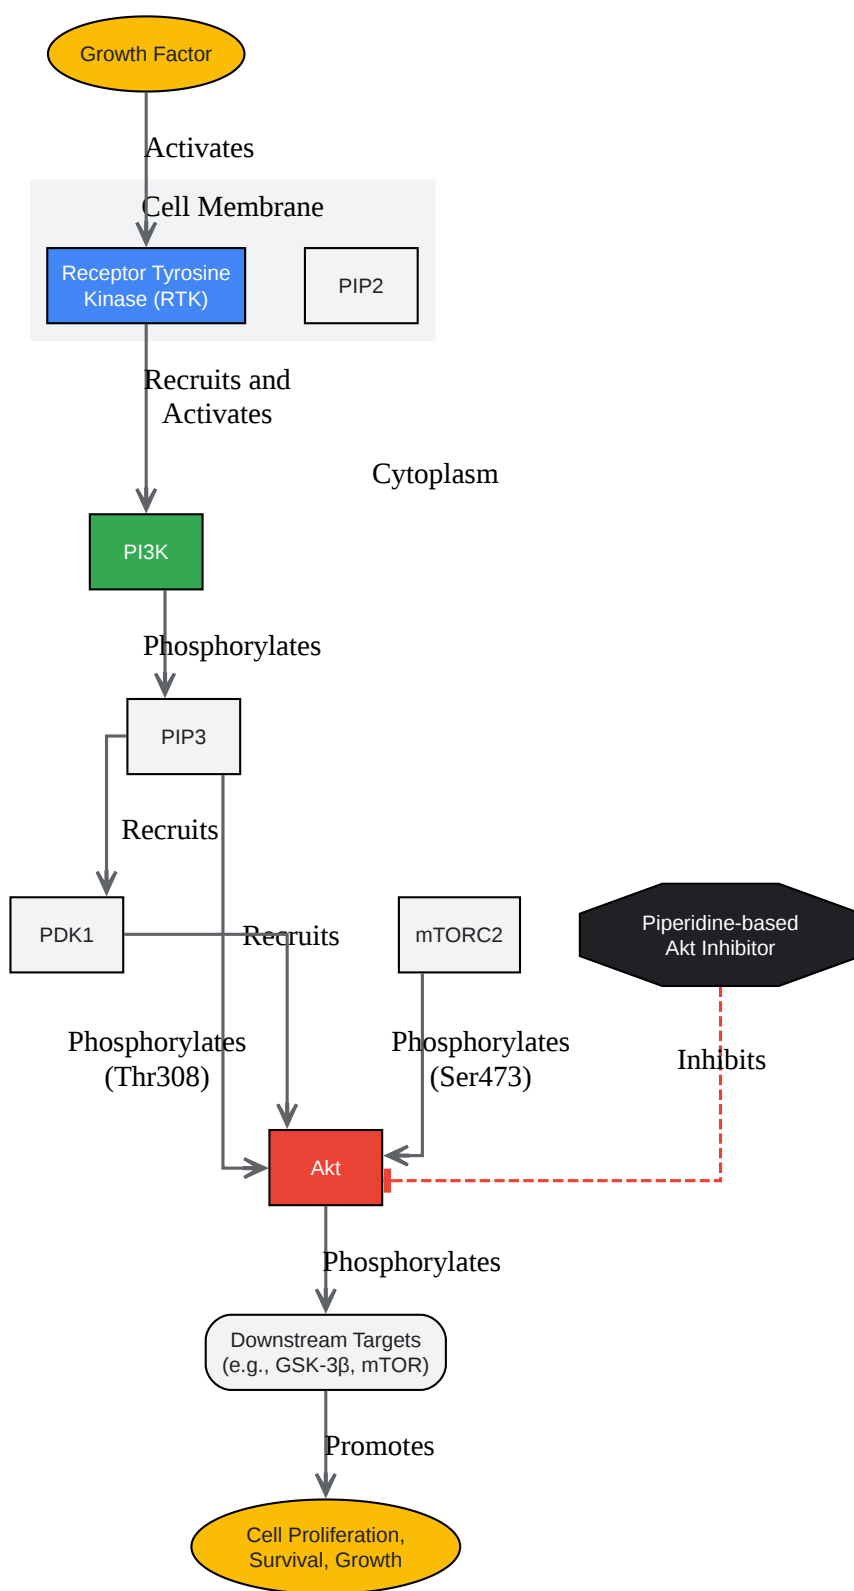 Growth Factor
Activates
Cell Membrane
Receptor Tyrosine
Kinase (RTK)
PIP2
Recruits and
Activates
Cytoplasm
PI3K
Phosphorylates
PIP3
Recruits
PDK1
Recruits
mTORC2
Piperidine-based
Akt Inhibitor
Phosphorylates
(Thr308)
Phosphorylates
(Ser473)
Inhibits
Akt
Phosphorylates
Downstream Targets
(e.g., GSK-3β, mTOR)
Promotes
Cell Proliferation,
Survival, Growth